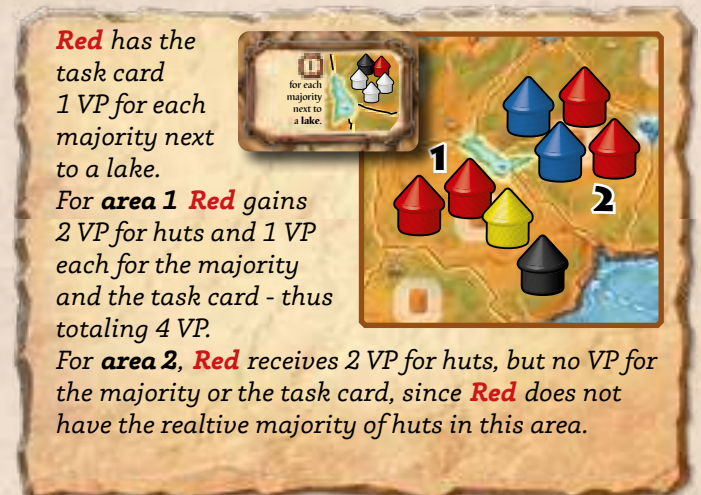 Red has the
task card
1 VP for each
majority next
to a lake.
1
for each
majority
next to
a lake.
1
2
For area 1 Red gains
2 VP for huts and 1 VP
each for the majority
and the task card - thus
totaling 4 VP.
For area 2, Red receives 2 VP for huts, but no VP for
the majority or the task card, since Red does not
have the realtive majority of huts in this area.